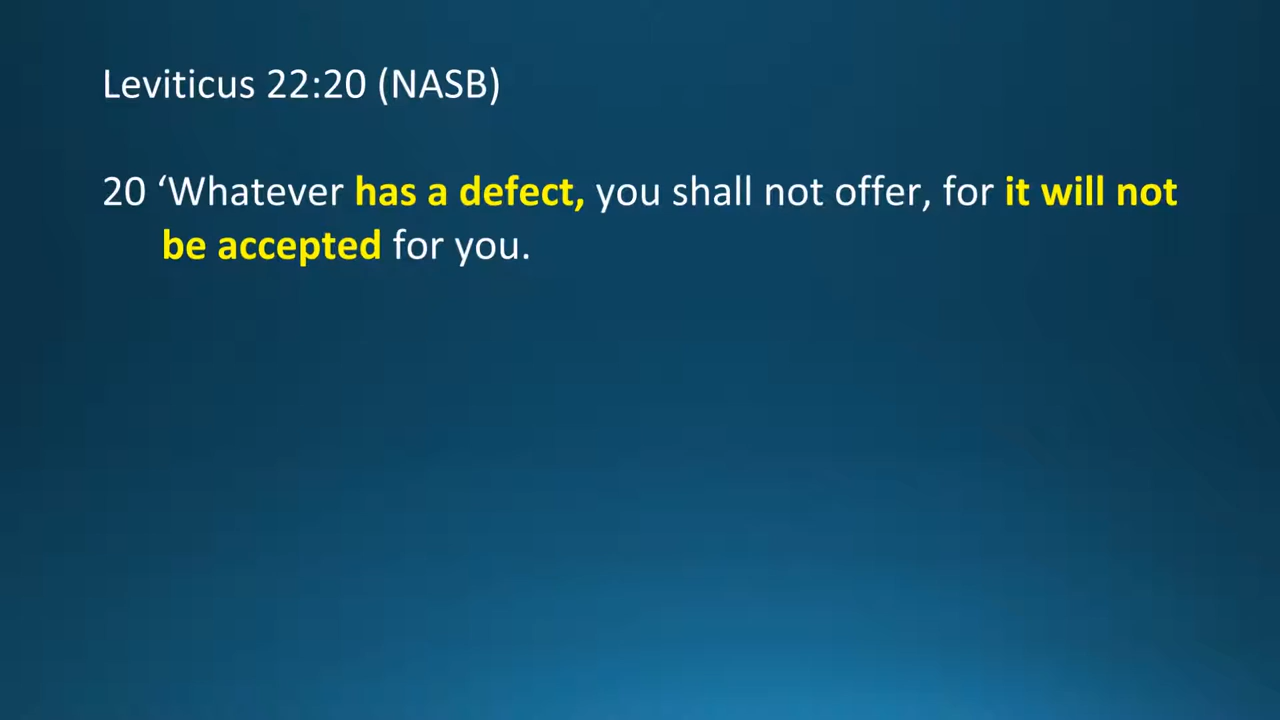 Leviticus 22:20 (NASB)
20 ‘Whatever has a defect, you shall not offer, for it will not
be accepted for you.